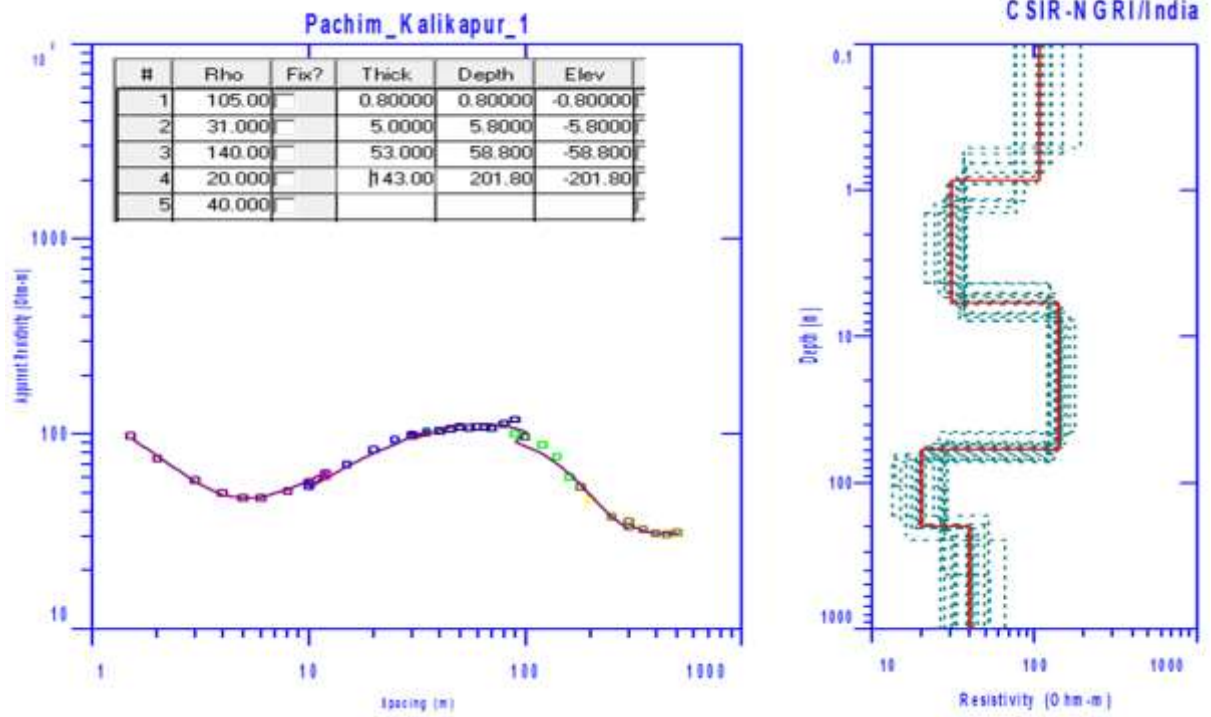 Pachim_Kalikapur_1
CSIR-NGRI/India
# Rho Fix? Thick Depth Elev
1 105.00 0.80000 0.80000 -0.80000
2 31.000 5.0000 5.8000 -5.8000
3 140.00 53.000 58.800 -58.800
4 20.000 143.00 201.80 -201.80
5 40.000
1000
100
10
Apparent Resistivity (Ohm-m)
1 10 100 1000
Spacing (m)
0.1
1
10
100
1000
Depth (m)
10 100 1000
Resistivity (Ohm-m)